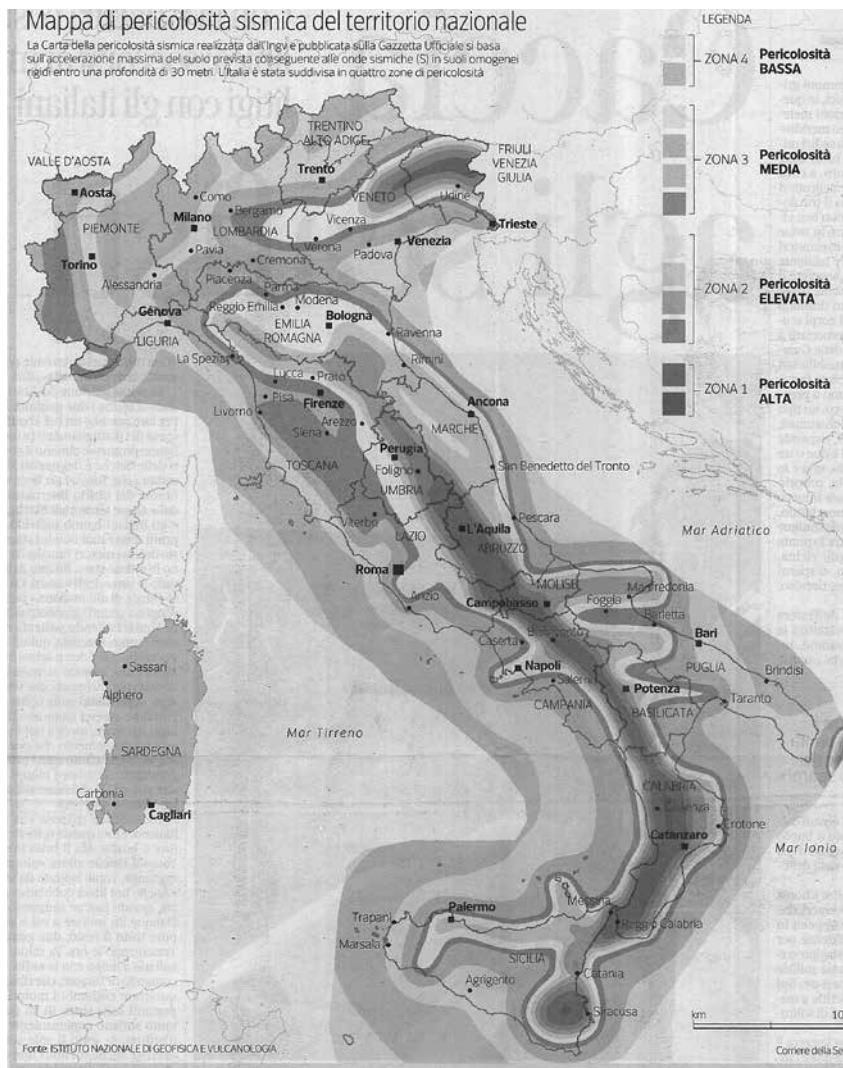 Mappa di pericolosità sismica del territorio nazionale
La Carta della pericolosità sismica realizzata dall'Ingv e pubblicata sulla Gazzetta Ufficiale si basa
sull'accelerazione massima del suolo prevista conseguente alle onde sismiche (S) in suoli omogenei
rigidi entro una profondità di 30 metri. L'Italia è stata suddivisa in quattro zone di pericolosità
LEGENDA
ZONA 4
Pericolosità
BASSA
ZONA 3
Pericolosità
MEDIA
ZONA 2
Pericolosità
ELEVATA
ZONA 1
Pericolosità
ALTA
TRENTINO
ALTO ADIGE
FRIULI
VENEZIA
GIULIA
VALLE D'AOSTA
Trento
Aosta
VENETO
Udine
Como
Bergamo
Milano
LOMBARDIA
PIEMONTE
Vicenza
Trieste
Verona
Venezia
Padova
Pavia
Torino
Cremona
Alessandria
Piacenza
Parma
Reggio Emilia
Modena
Genova
EMILIA
ROMAGNA
Bologna
LIGURIA
Ravenna
La Spezia
Rimini
Lucca
Prato
Pisa
Firenze
Ancona
Livorno
Arezzo
MARCHE
Siena
Perugia
TOSCANA
Foligno
San Benedetto del Tronto
UMBRIA
Viterbo
Pescara
L'Aquila
LAZIO
ABRUZZO
Mar Adriatico
Roma
MOLISE
Manfredonia
Anzio
Campobasso
Foggia
Barletta
Caserta
Benevento
Bari
Napoli
PUGLIA
Salerno
Potenza
Brindisi
CAMPANIA
BASILICATA
Taranto
Sassari
Alghero
Mar Tirreno
SARDEGNA
CALABRIA
Carbonia
Cosenza
Cagliari
Crotone
Catanzaro
Mar Ionio
Messina
Palermo
Trapani
Reggio Calabria
Marsala
SICILIA
Catania
Agrigento
Siracusa
km
10
Fonte: ISTITUTO NAZIONALE DI GEOFISICA E VULCANOLOGIA
Corriere della Se